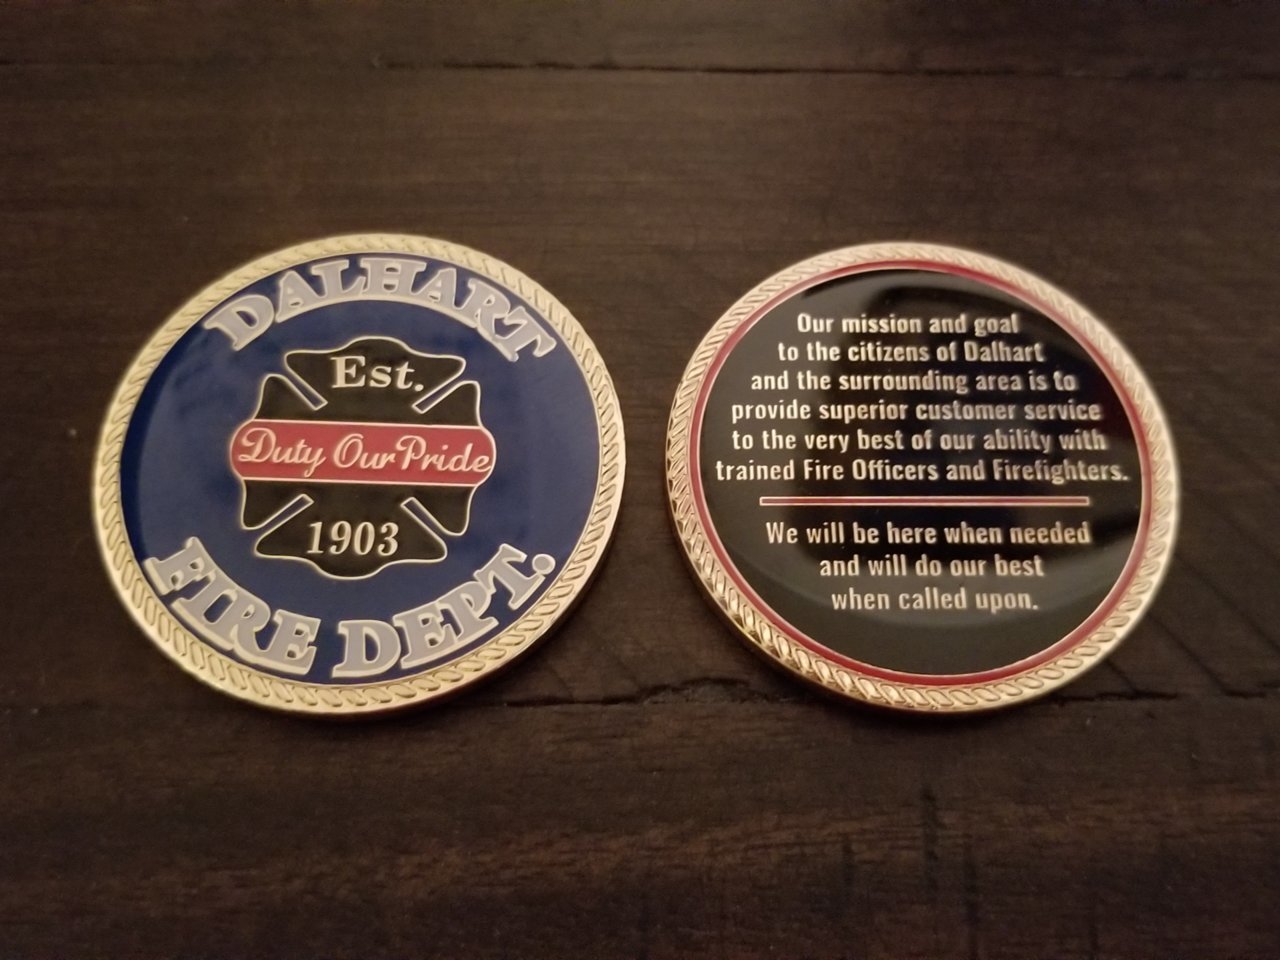 DALHART
Est.
Duty Our Pride
1903
FIRE DEPT.
Our mission and goal
to the citizens of Dalhart
and the surrounding area is to
provide superior customer service
to the very best of our ability with
trained Fire Officers and Firefighters.
We will be here when needed
and will do our best
when called upon.